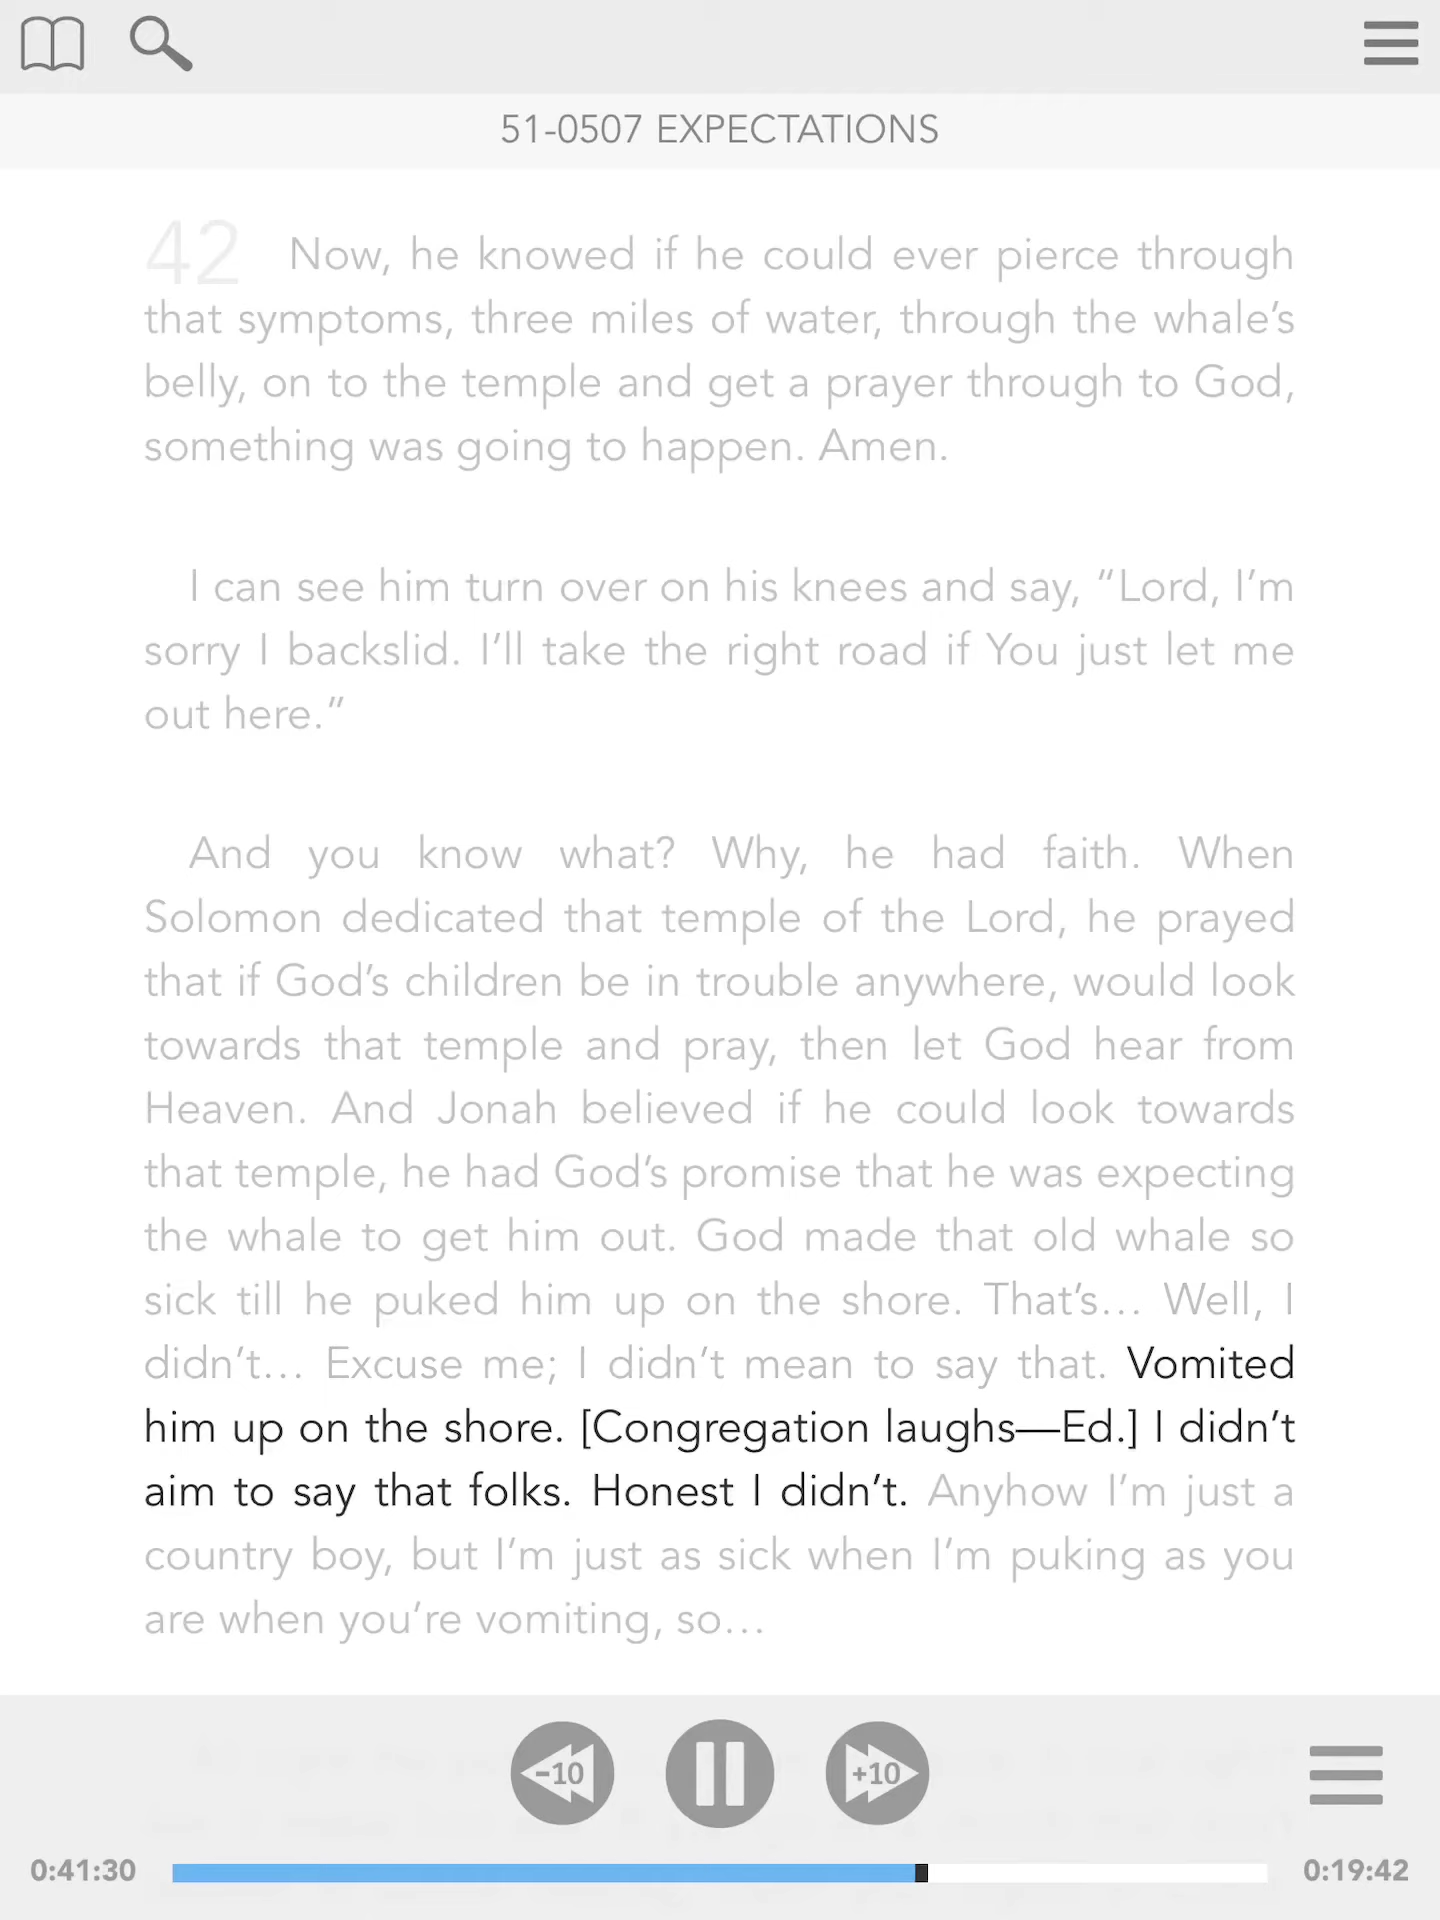 51-0507 EXPECTATIONS
42 Now, he knowed if he could ever pierce through
that symptoms, three miles of water, through the whale’s
belly, on to the temple and get a prayer through to God,
something was going to happen. Amen.
I can see him turn over on his knees and say, “Lord, I’m
sorry I backslid. I’ll take the right road if You just let me
out here.”
And you know what? Why, he had faith. When
Solomon dedicated that temple of the Lord, he prayed
that if God’s children be in trouble anywhere, would look
towards that temple and pray, then let God hear from
Heaven. And Jonah believed if he could look towards
that temple, he had God’s promise that he was expecting
the whale to get him out. God made that old whale so
sick till he puked him up on the shore. That’s… Well, I
didn’t… Excuse me; I didn’t mean to say that. Vomited
him up on the shore. [Congregation laughs—Ed.] I didn’t
aim to say that folks. Honest I didn’t. Anyhow I’m just a
country boy, but I’m just as sick when I’m puking as you
are when you’re vomiting, so…
-10 +10
0:41:30 0:19:42